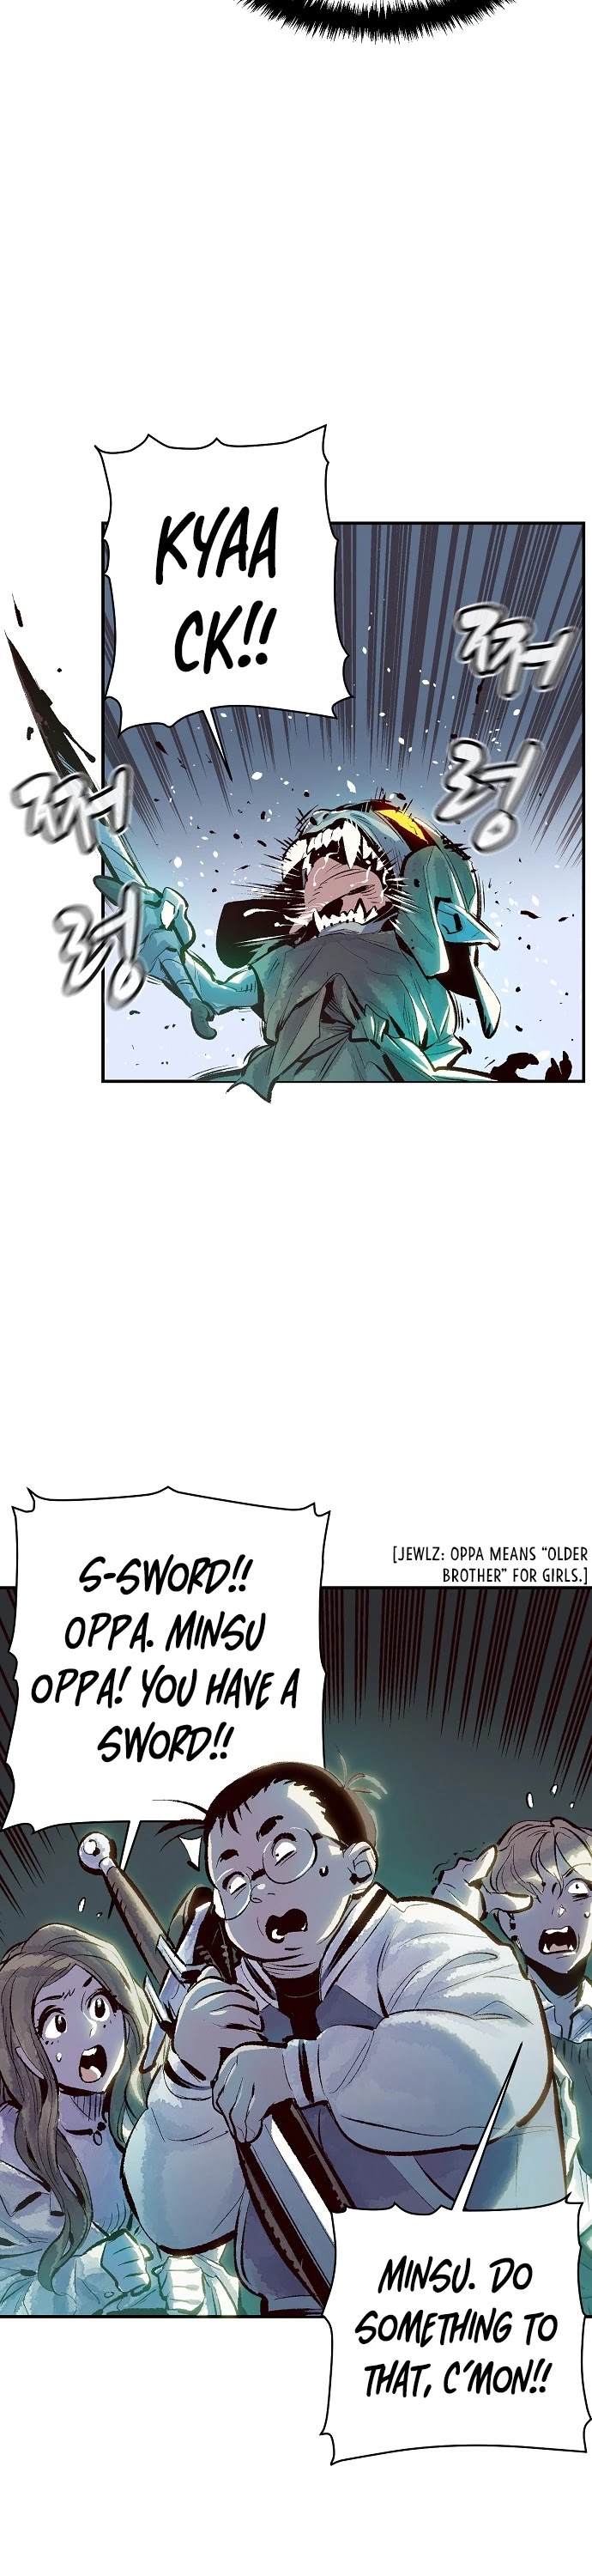 KYAA
CK!!
쩌
렁
쩌
렁
[JEWLZ: OPPA MEANS “OLDER
BROTHER” FOR GIRLS.]
S-SWORD!!
OPPA. MINSU
OPPA! YOU HAVE A
SWORD!!
MINSU. DO
SOMETHING TO
THAT, C'MON!!